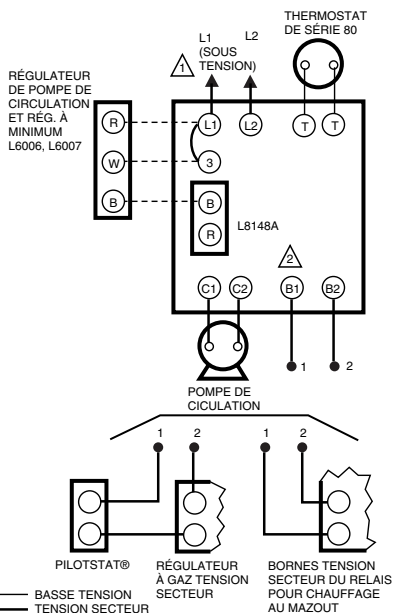 THERMOSTAT
DE SÉRIE 80
L1
(SOUS
TENSION)
L2
1
RÉGULATEUR
DE POMPE DE
CIRCULATION
ET RÉG. À
MINIMUM
L6006, L6007
R
W
B
L1
L2
T
T
3
B
R
L8148A
2
C1
C2
B1
B2
1
2
POMPE DE
CICULATION
1
2
1
2
PILOTSTAT®
RÉGULATEUR
À GAZ TENSION
SECTEUR
BORNES TENSION
SECTEUR DU RELAIS
POUR CHAUFFAGE
AU MAZOUT
BASSE TENSION
TENSION SECTEUR